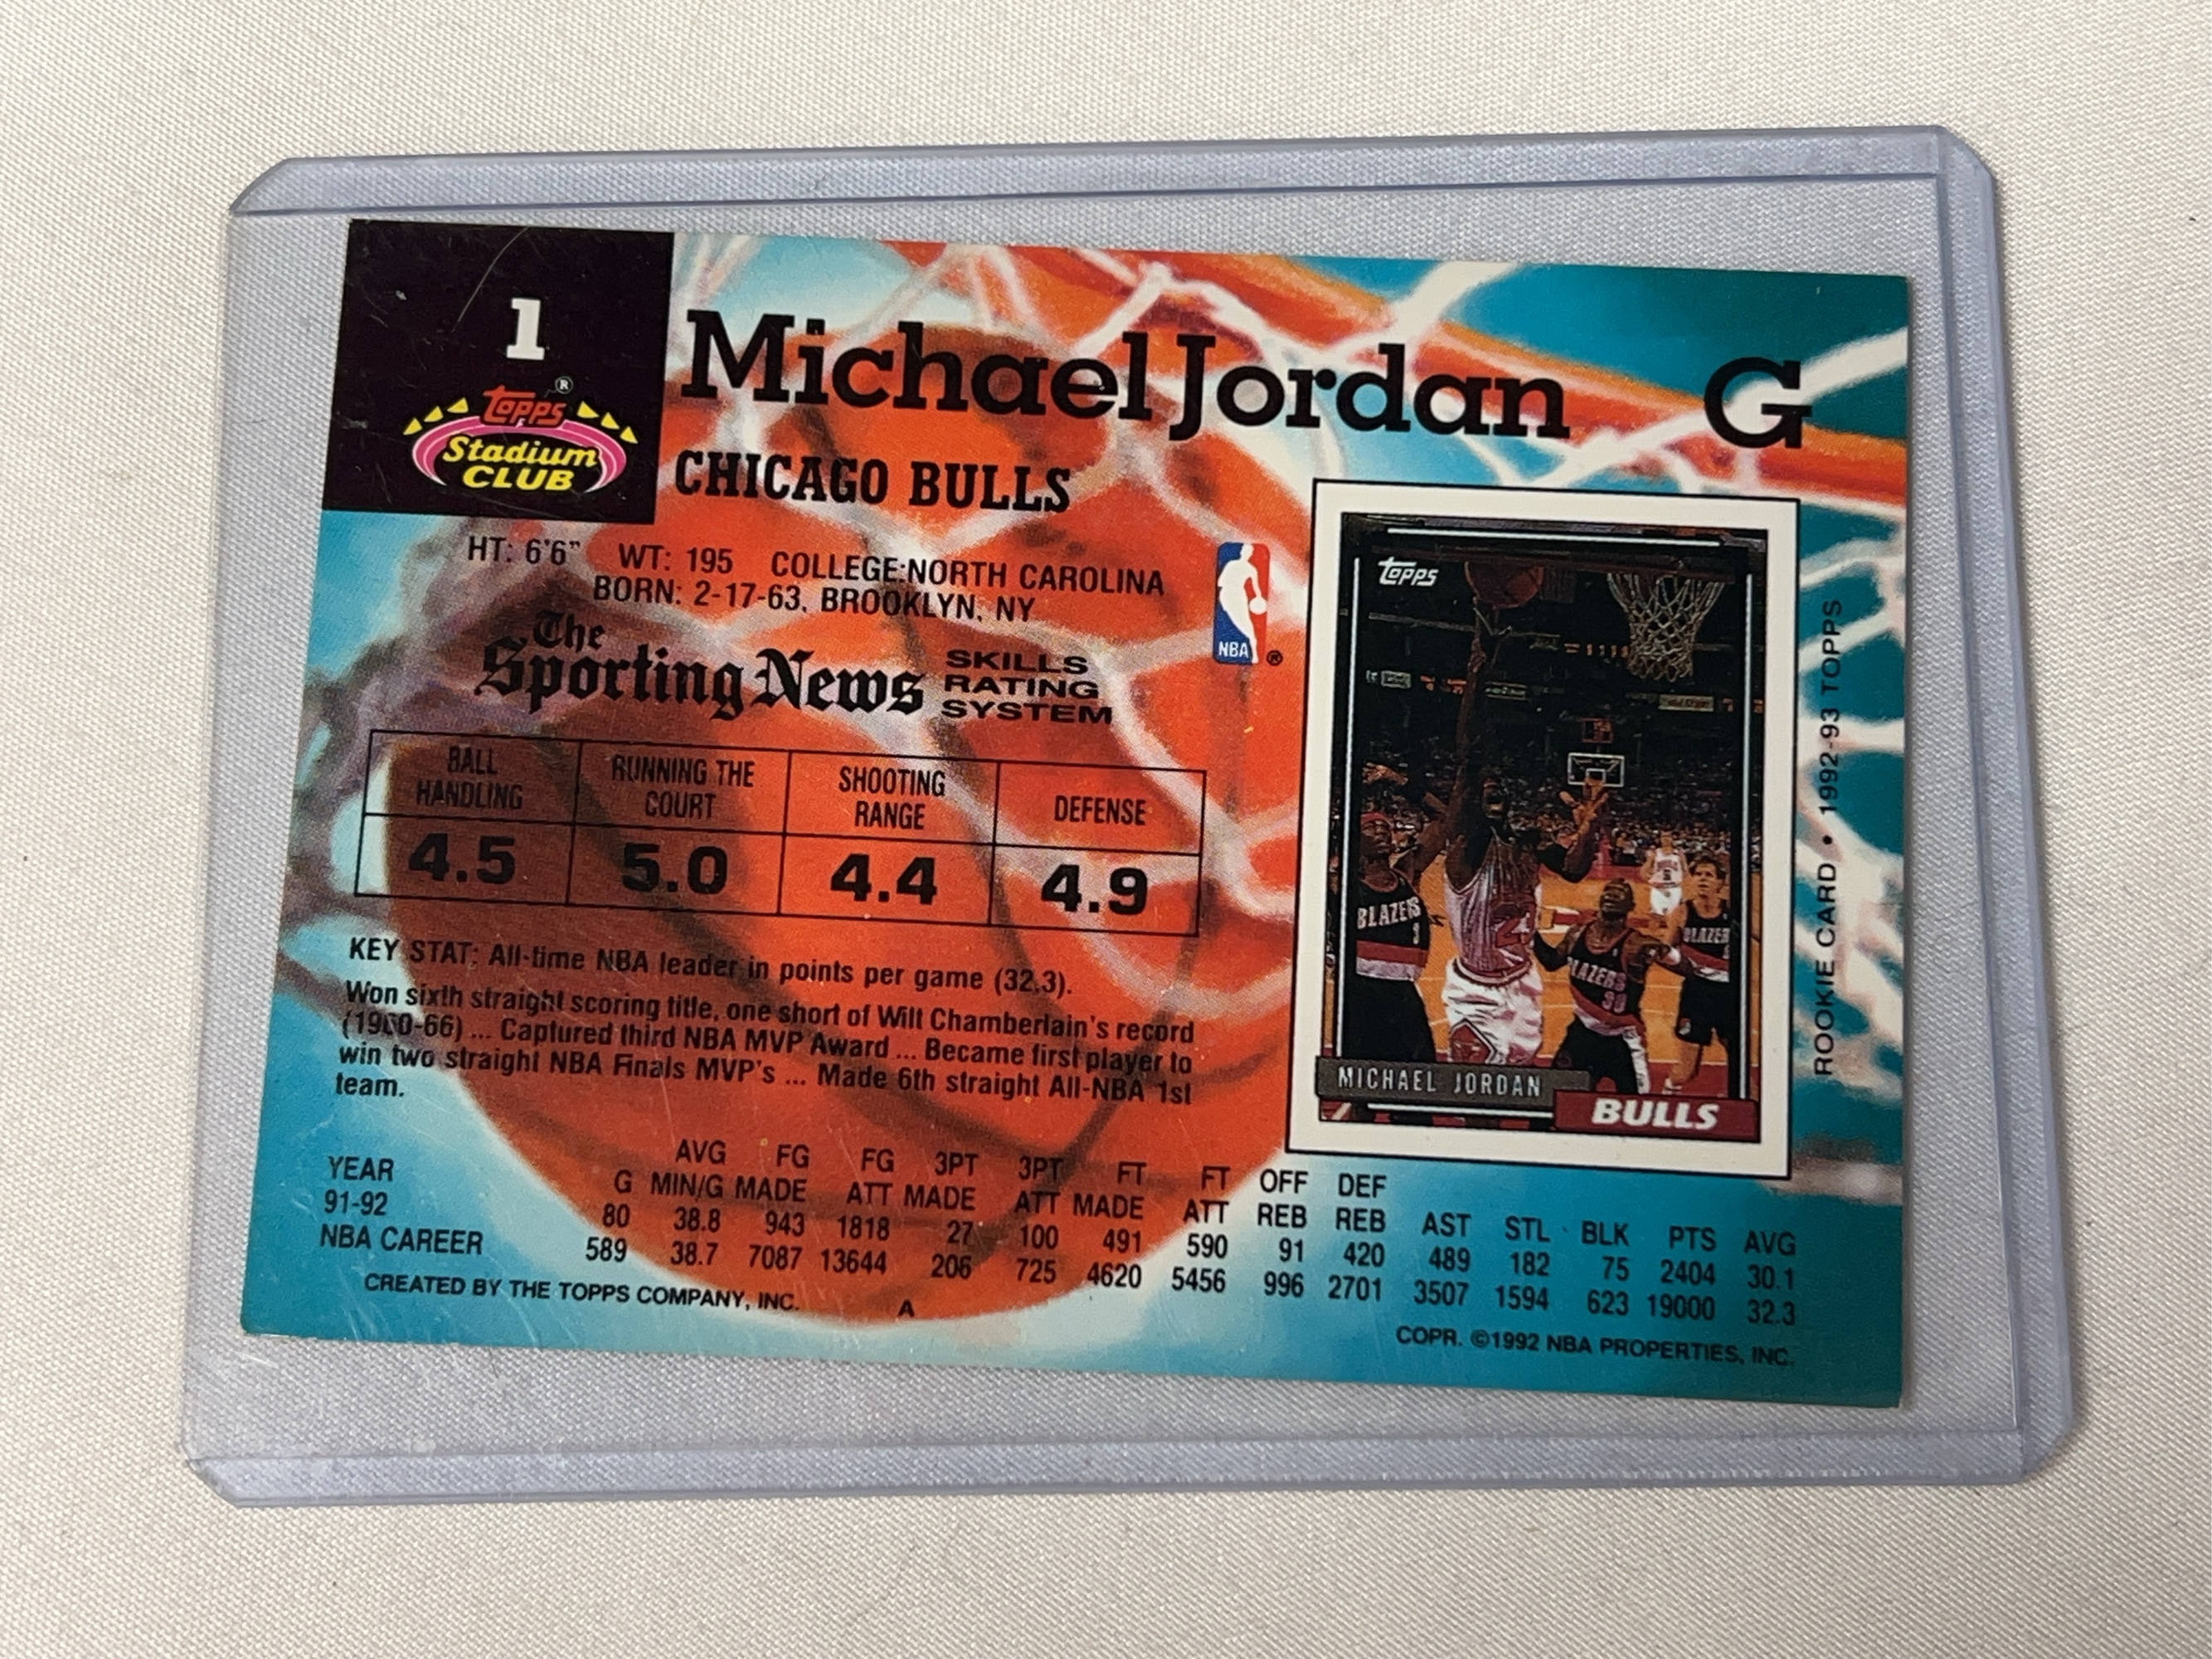 1
Topps®
Stadium
CLUB
Michael Jordan G
CHICAGO BULLS
HT: 6'6" WT: 195 COLLEGE:NORTH CAROLINA
BORN: 2-17-63, BROOKLYN, NY
NBA ®
The
Sporting News
SKILLS
RATING
SYSTEM
BALL HANDLING RUNNING THE COURT SHOOTING RANGE DEFENSE
4.5 5.0 4.4 4.9
KEY STAT: All-time NBA leader in points per game (32.3).
Won sixth straight scoring title, one short of Wilt Chamberlain's record
(1960-66) ... Captured third NBA MVP Award ... Became first player to
win two straight NBA Finals MVP's ... Made 6th straight All-NBA 1st
team.
Topps
BLAZERS
3
BLAZERS
30
BLAZER
MICHAEL JORDAN
BULLS
ROOKIE CARD • 1992-93 TOPPS
AVG FG FG 3PT 3PT FT FT OFF DEF
YEAR G MIN/G MADE ATT MADE ATT MADE ATT REB REB AST STL BLK PTS AVG
91-92 80 38.8 943 1818 27 100 491 590 91 420 489 182 75 2404 30.1
NBA CAREER 589 38.7 7087 13644 206 725 4620 5456 996 2701 3507 1594 623 19000 32.3
CREATED BY THE TOPPS COMPANY, INC. A
COPR. ©1992 NBA PROPERTIES, INC.